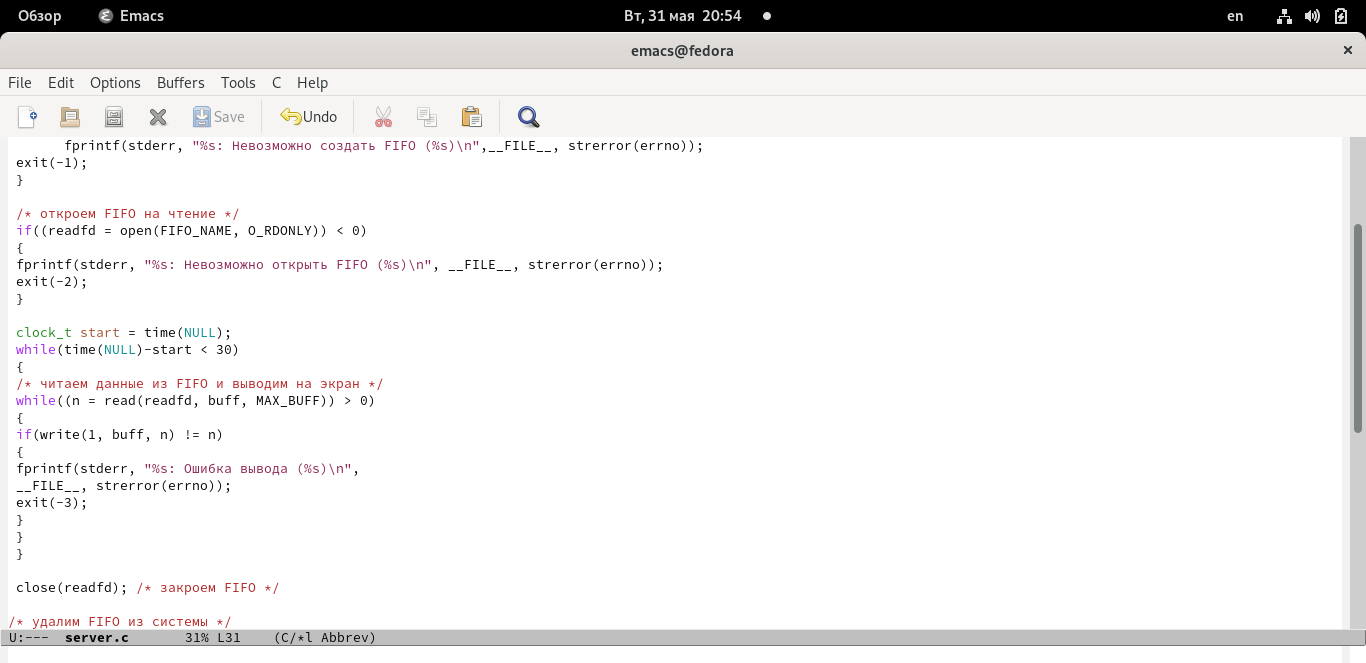 Обзор Emacs Вт, 31 мая 20:54 en
emacs@fedora ×
File Edit Options Buffers Tools C Help
Save Undo
fprintf(stderr, "%s: Невозможно создать FIFO (%s)\n",__FILE__, strerror(errno));
exit(-1);
}
/* откроем FIFO на чтение */
if((readfd = open(FIFO_NAME, O_RDONLY)) < 0)
{
fprintf(stderr, "%s: Невозможно открыть FIFO (%s)\n", __FILE__, strerror(errno));
exit(-2);
}
clock_t start = time(NULL);
while(time(NULL)-start < 30)
{
/* читаем данные из FIFO и выводим на экран */
while((n = read(readfd, buff, MAX_BUFF)) > 0)
{
if(write(1, buff, n) != n)
{
fprintf(stderr, "%s: Ошибка вывода (%s)\n",
__FILE__, strerror(errno));
exit(-3);
}
}
}
close(readfd); /* закроем FIFO */
/* удалим FIFO из системы */
U:--- server.c 31% L31 (C/*l Abbrev)